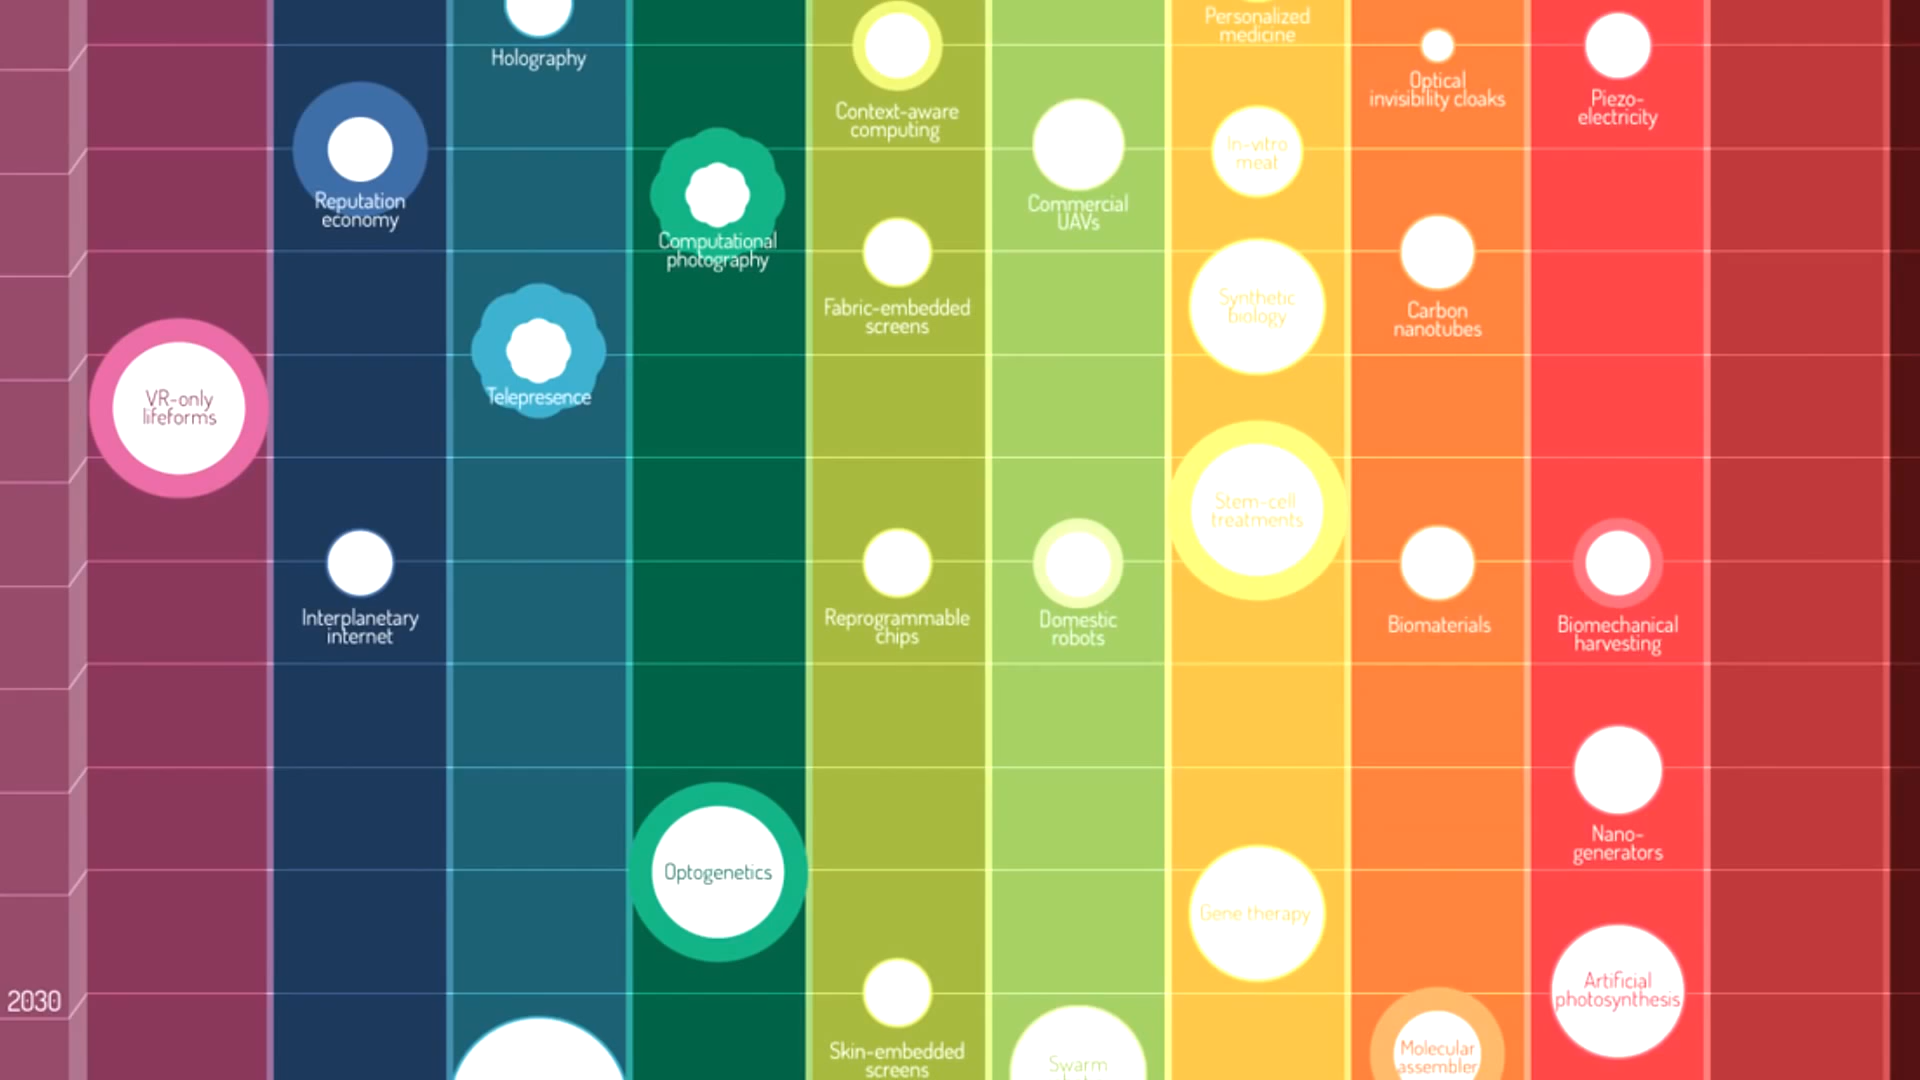 Personalized
medicine
Holography
Optical
invisibility cloaks
Piezo-
electricity
Context-aware
computing
In-vitro
meat
Reputation
economy
Commercial
UAVs
Computational
photography
Synthetic
biology
Fabric-embedded
screens
Carbon
nanotubes
Telepresence
VR-only
lifeforms
Stem-cell
treatments
Interplanetary
internet
Reprogrammable
chips
Domestic
robots
Biomaterials
Biomechanical
harvesting
Nano-
generators
Optogenetics
Gene therapy
Artificial
photosynthesis
2030
Skin-embedded
screens
Swarm
Molecular
assembler